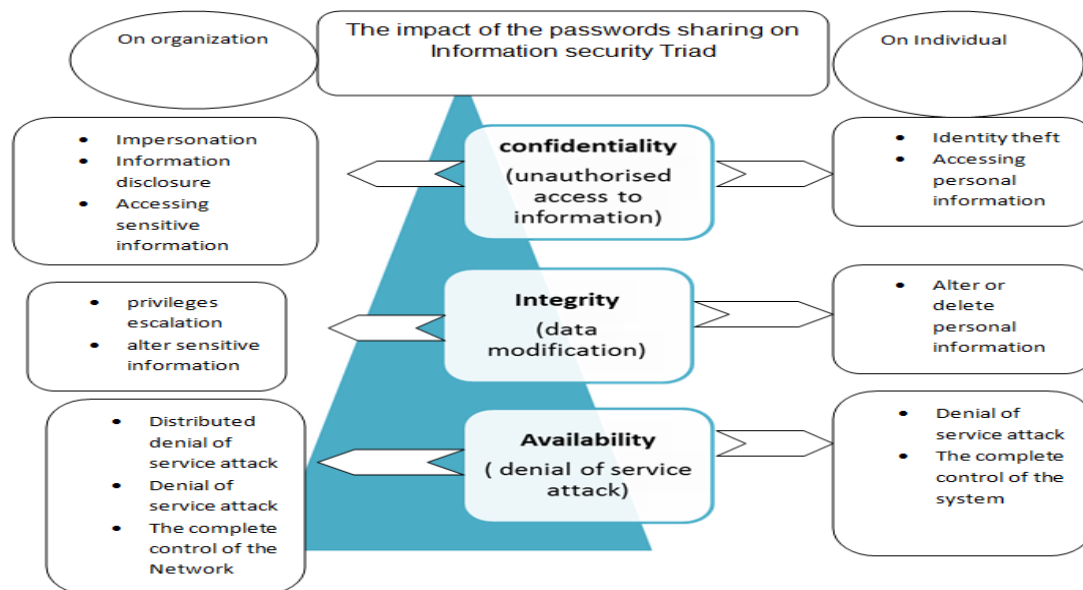 On organization
The impact of the passwords sharing on
Information security Triad
On Individual
• Impersonation
• Information
disclosure
• Accessing
sensitive
information
confidentiality
(unauthorised
access to
information)
• Identity theft
• Accessing
personal
information
• privileges
escalation
• alter sensitive
information
Integrity
(data
modification)
• Alter or
delete
personal
information
• Distributed
denial of
service attack
• Denial of
service attack
• The complete
control of the
Network
Availability
( denial of service
attack)
• Denial of
service attack
• The complete
control of the
system